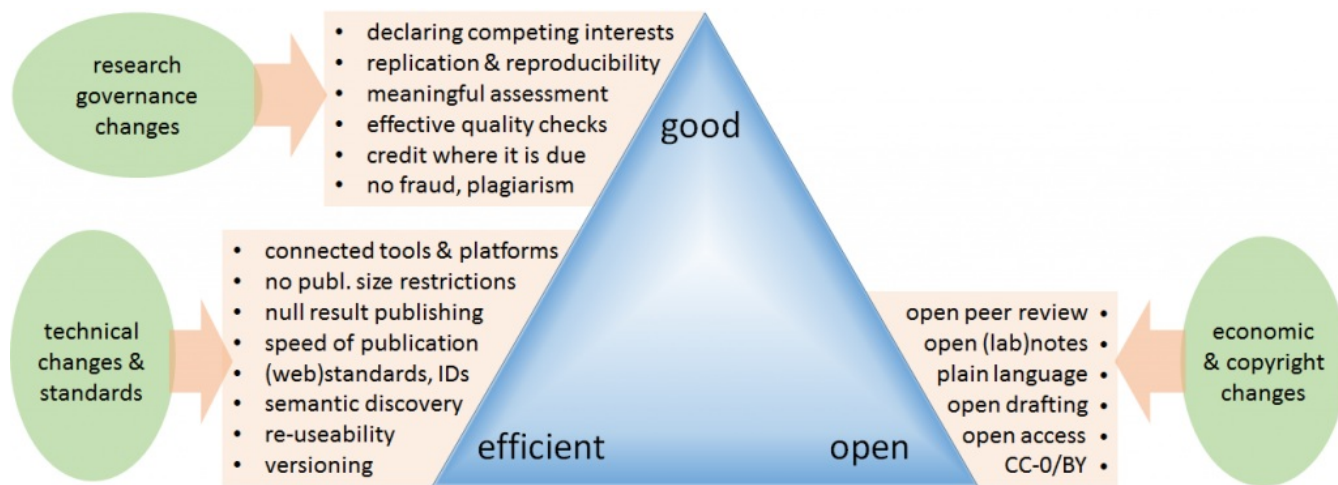 research
governance
changes
• declaring competing interests
• replication & reproducibility
• meaningful assessment
• effective quality checks
• credit where it is due
• no fraud, plagiarism
good
technical
changes &
standards
• connected tools & platforms
• no publ. size restrictions
• null result publishing
• speed of publication
• (web)standards, IDs
• semantic discovery
• re-useability
• versioning
efficient
open
open peer review •
open (lab)notes •
plain language •
open drafting •
open access •
CC-0/BY •
economic
& copyright
changes